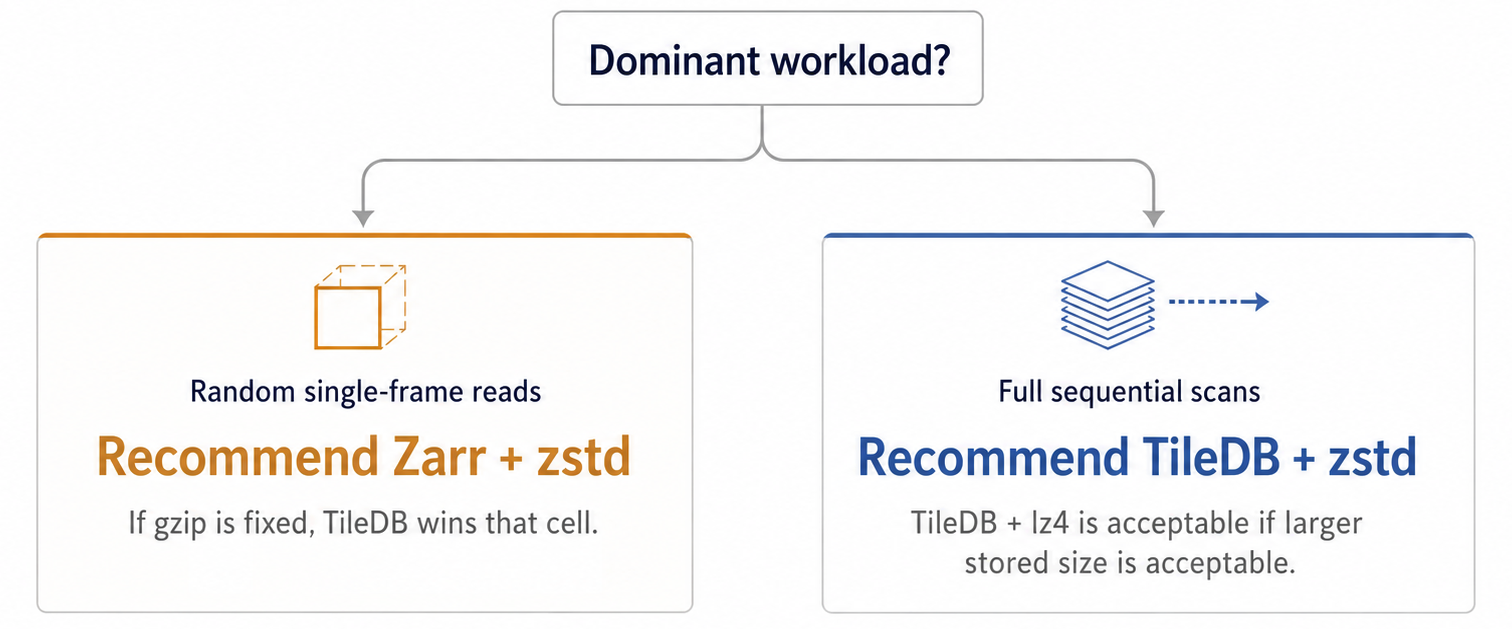 Dominant workload?
Random single-frame reads
Recommend Zarr + zstd
If gzip is fixed, TileDB wins that cell.
Full sequential scans
Recommend TileDB + zstd
TileDB + lz4 is acceptable if larger
stored size is acceptable.